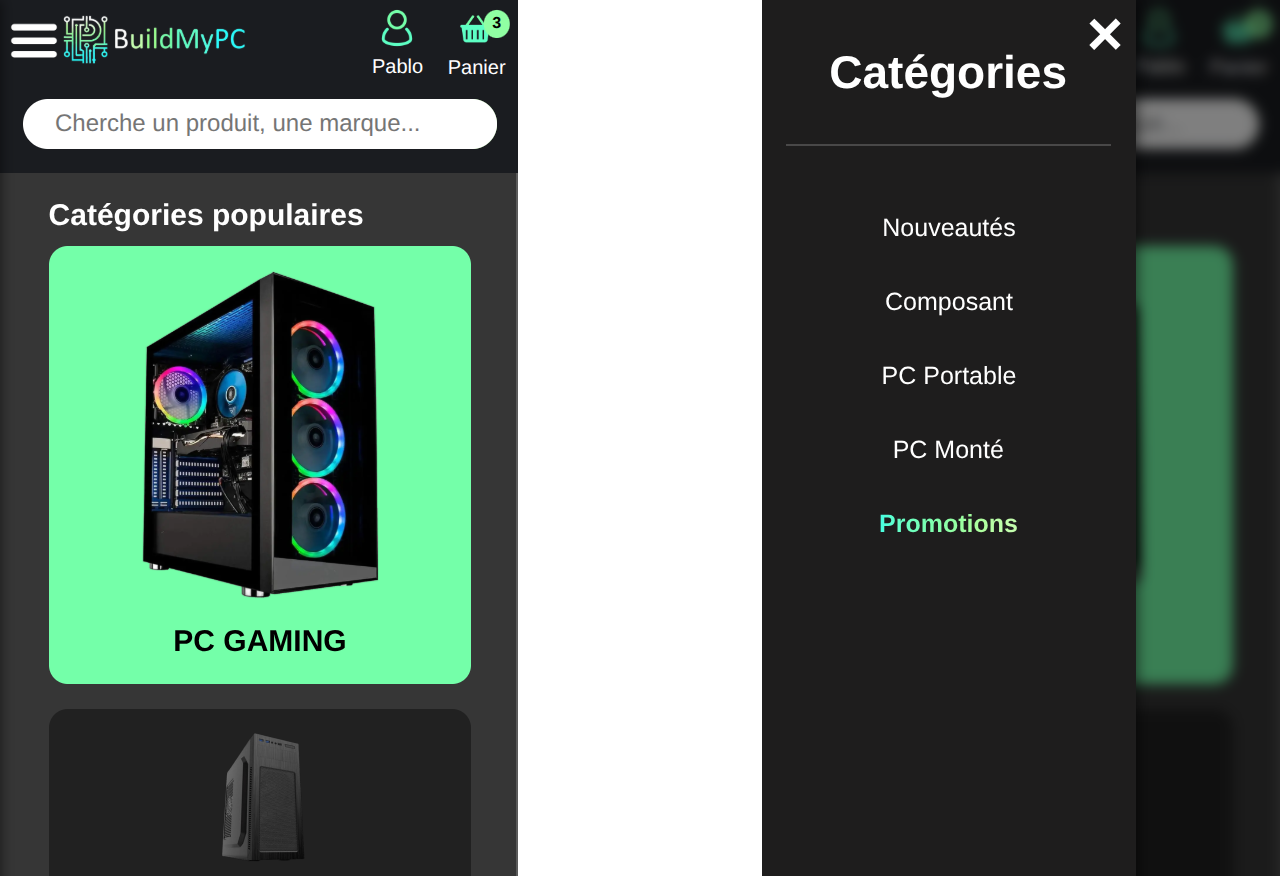 BuildMyPC
3
Pablo
Panier
Cherche un produit, une marque...
Catégories populaires
PC GAMING
Catégories
Nouveautés
Composant
PC Portable
PC Monté
Promotions